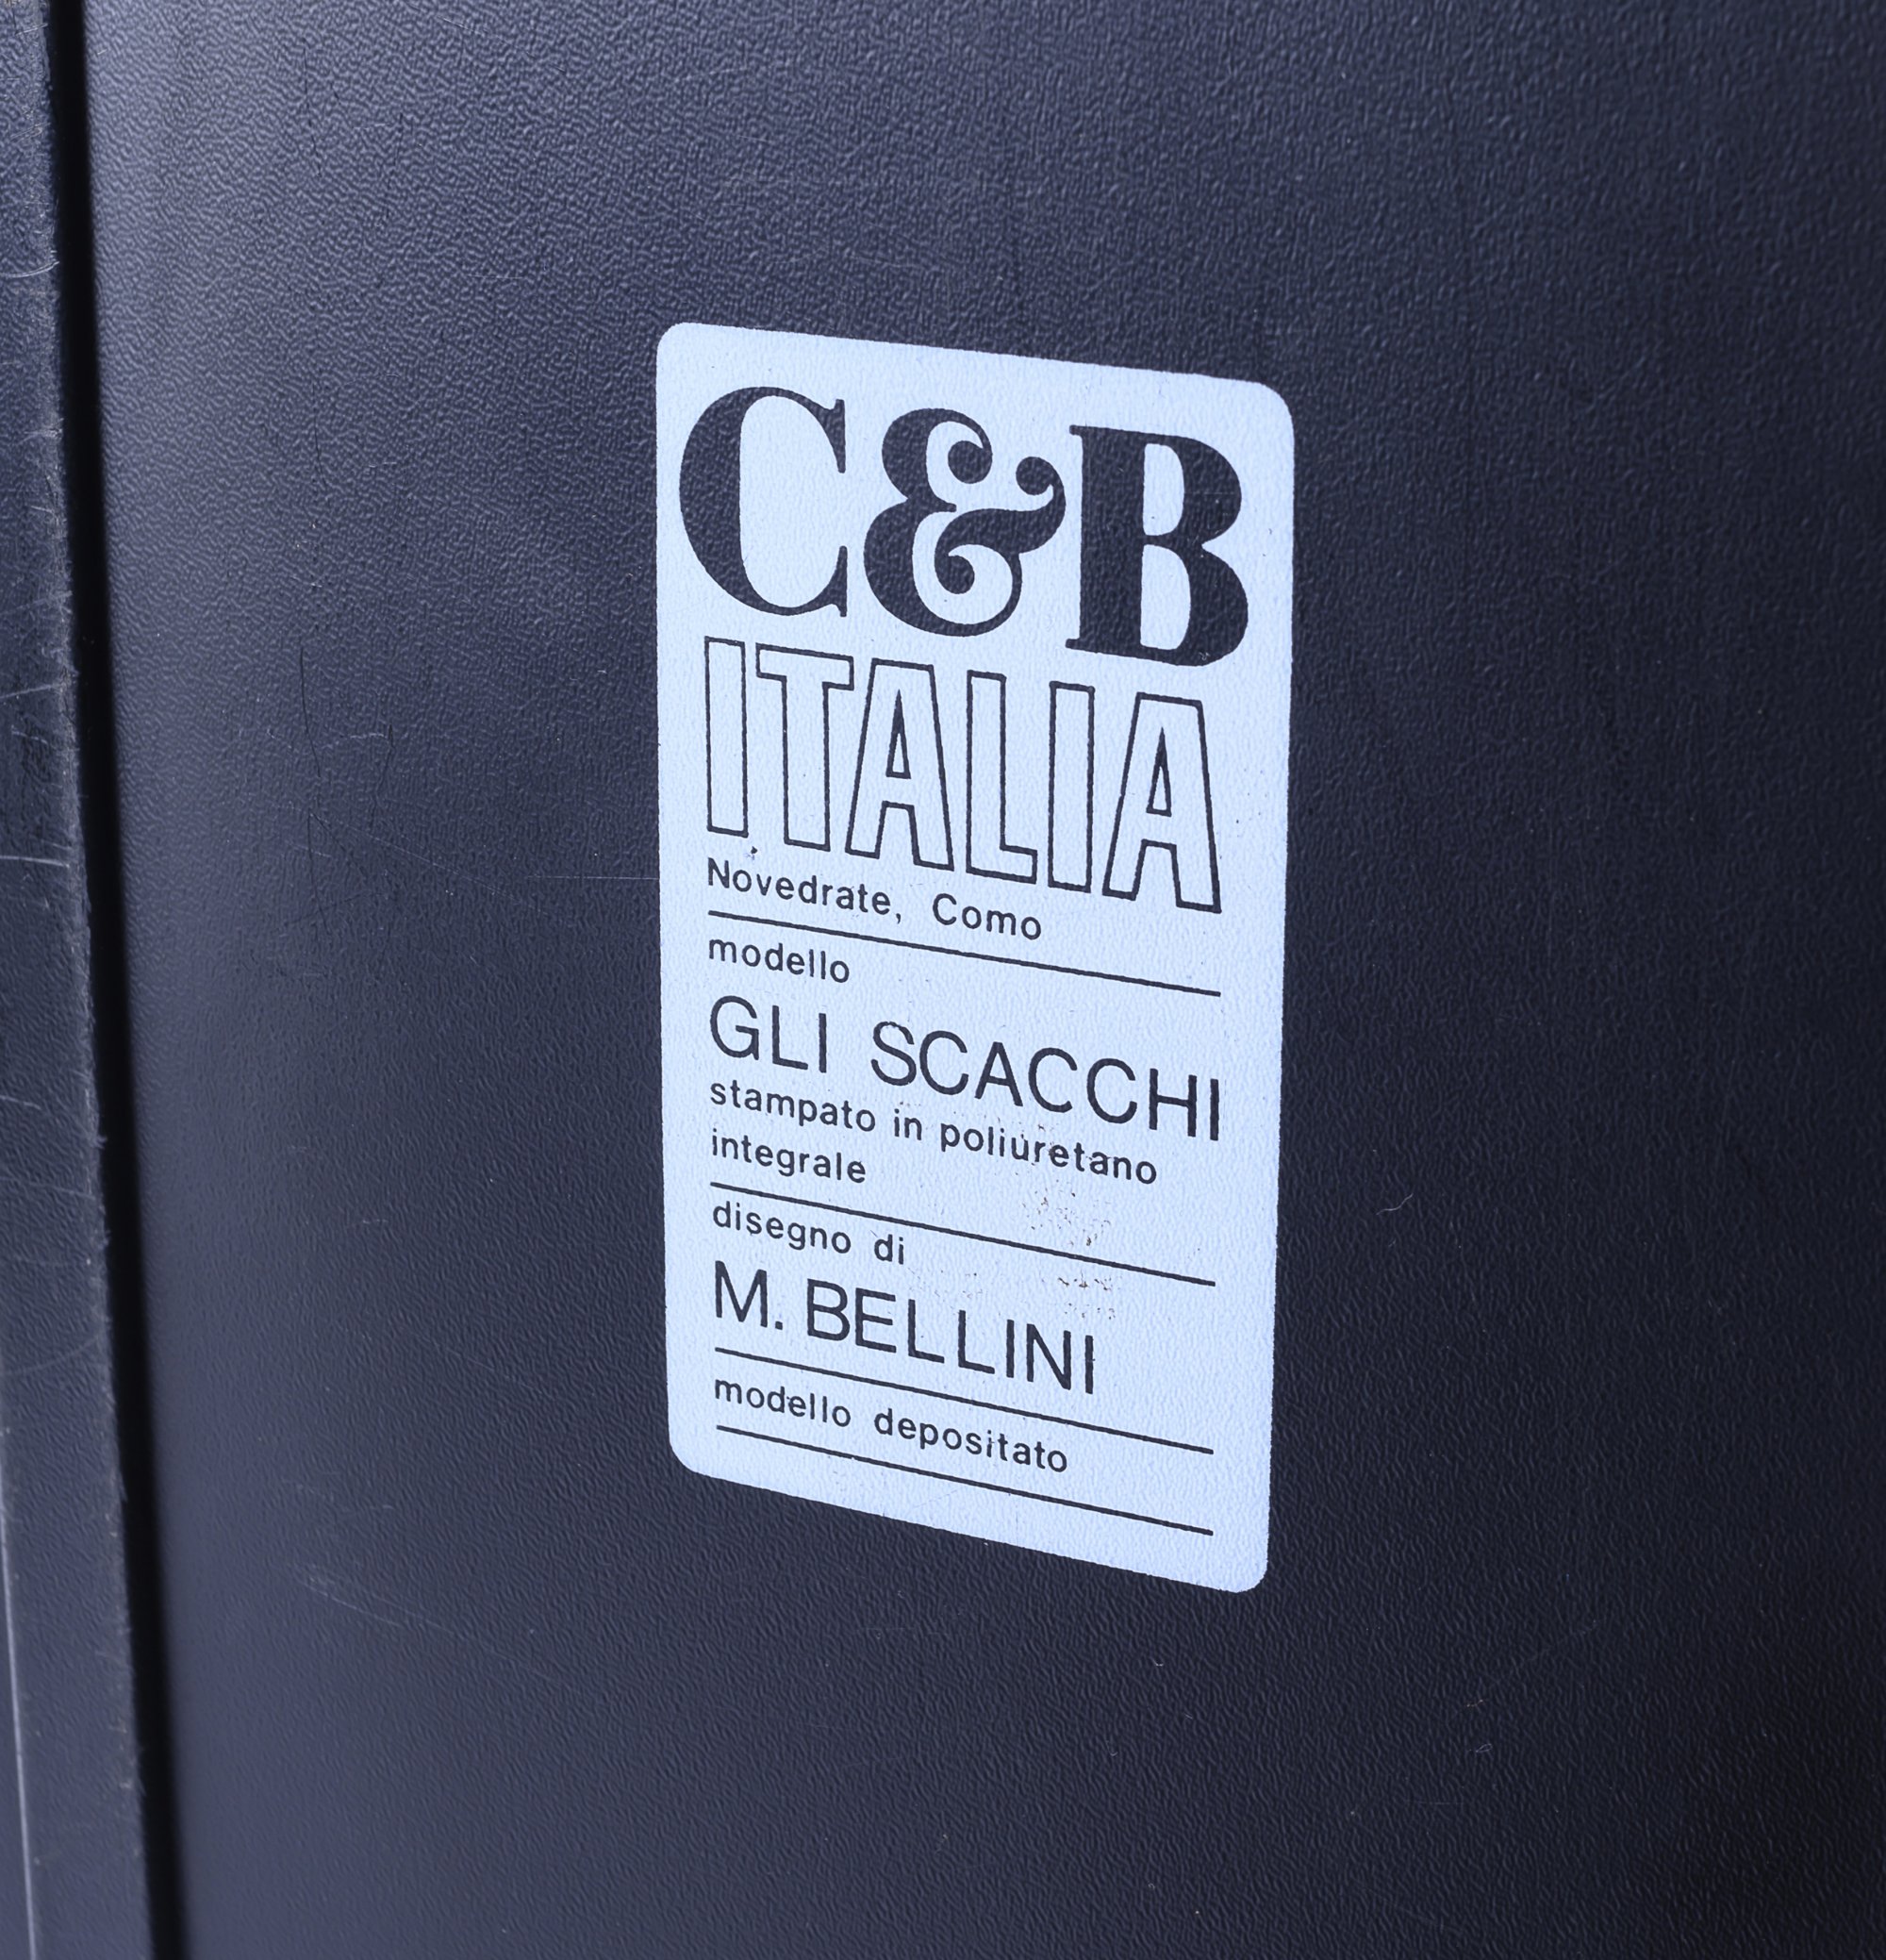 C&B
ITALIA
Novedrate, Como
modello
GLI SCACCHI
stampato in poliuretano
integrale
disegno di
M. BELLINI
modello depositato